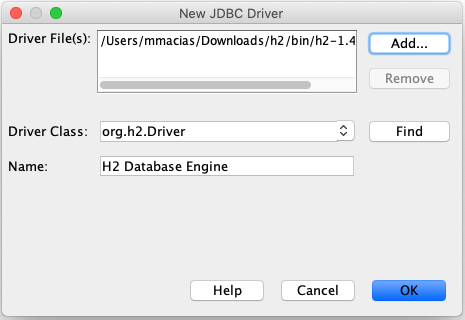 New JDBC Driver
Driver File(s):
/Users/mmacias/Downloads/h2/bin/h2-1.4
Add...
Remove
Driver Class:
org.h2.Driver
Find
Name:
H2 Database Engine
Help
Cancel
OK